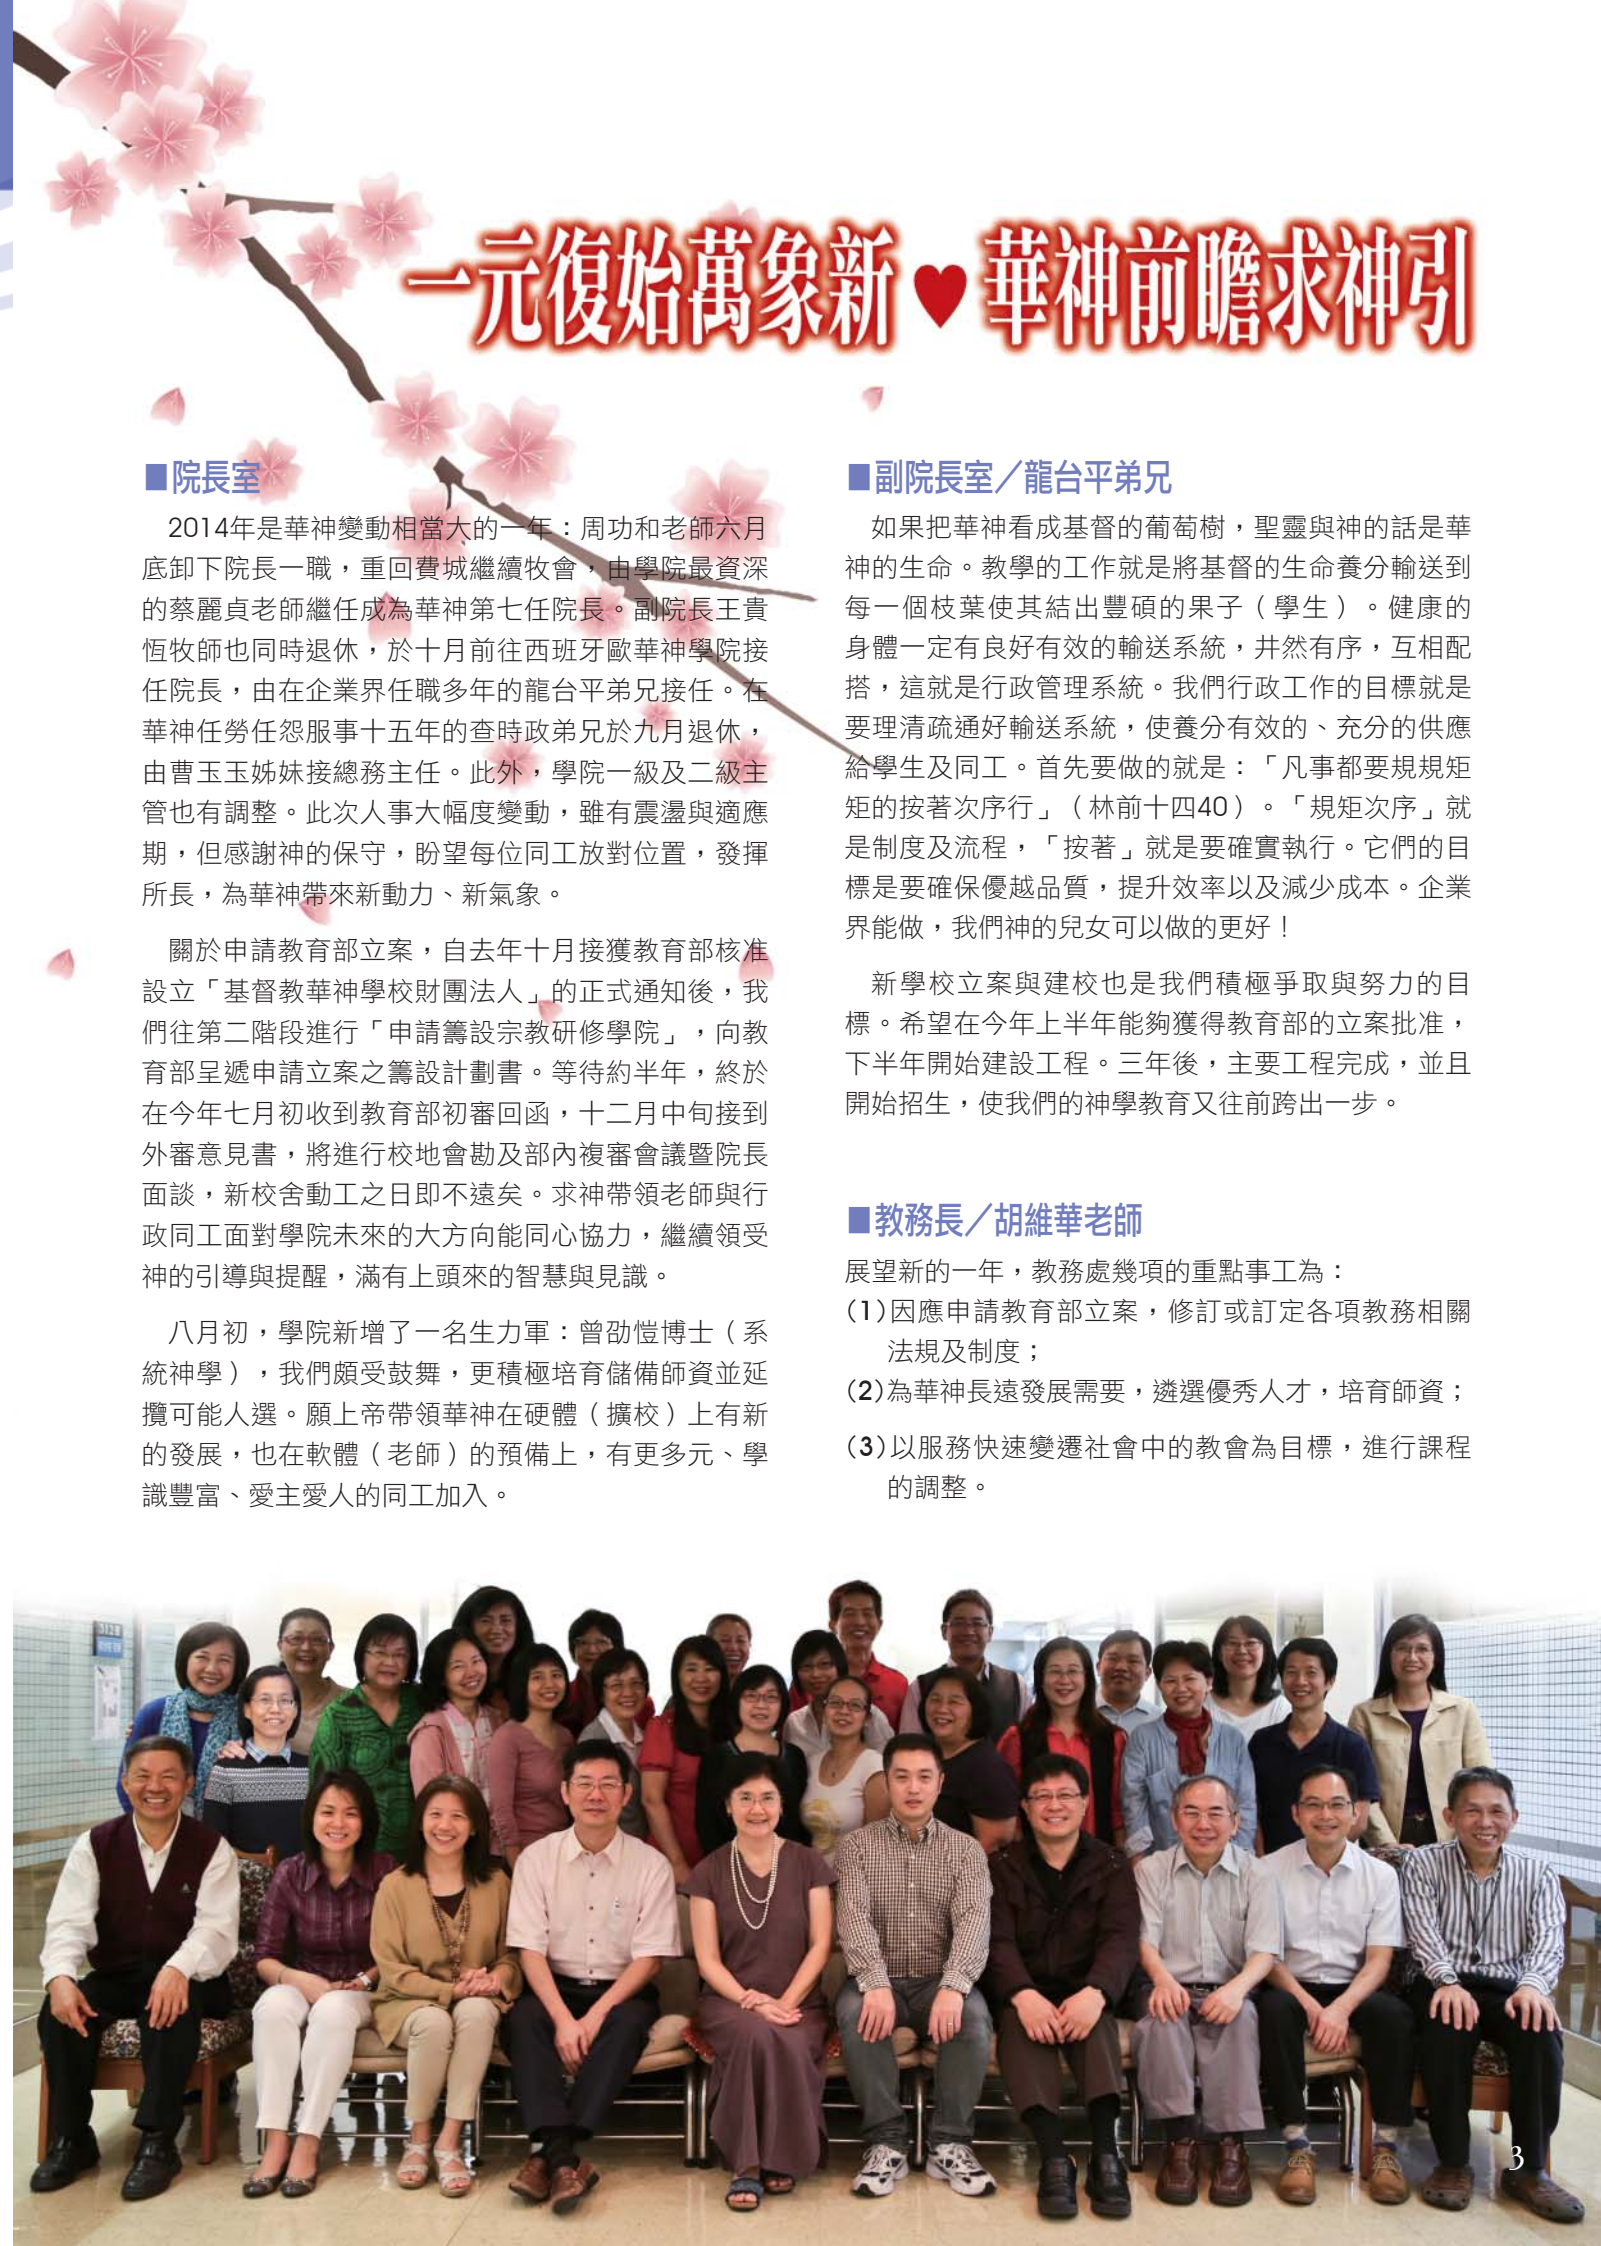 一元復始萬象新♥華神前瞻求神引
■院長室
2014年是華神變動相當大的一年：周功和老師六月
底卸下院長一職，重回費城繼續牧會，由學院最資深
的蔡麗貞老師繼任成為華神第七任院長。副院長王貴
恆牧師也同時退休，於十月前往西班牙歐華神學院接
任院長，由在企業界任職多年的龍台平弟兄接任。在
華神任勞任怨服事十五年的查時政弟兄於九月退休，
由曹玉玉姊妹接總務主任。此外，學院一級及二級主
管也有調整。此次人事大幅度變動，雖有震盪與適應
期，但感謝神的保守，盼望每位同工放對位置，發揮
所長，為華神帶來新動力、新氣象。
關於申請教育部立案，自去年十月接獲教育部核准
設立「基督教華神學校財團法人」的正式通知後，我
們往第二階段進行「申請籌設宗教研修學院」，向教
育部呈遞申請立案之籌設計劃書。等待約半年，終於
在今年七月初收到教育部初審回函，十二月中旬接到
外審意見書，將進行校地會勘及部內複審會議暨院長
面談，新校舍動工之日即不遠矣。求神帶領老師與行
政同工面對學院未來的大方向能同心協力，繼續領受
神的引導與提醒，滿有上頭來的智慧與見識。
八月初，學院新增了一名生力軍：曾劭愷博士（系
統神學），我們頗受鼓舞，更積極培育儲備師資並延
攬可能人選。願上帝帶領華神在硬體（擴校）上有新
的發展，也在軟體（老師）的預備上，有更多元、學
識豐富、愛主愛人的同工加入。
■副院長室／龍台平弟兄
如果把華神看成基督的葡萄樹，聖靈與神的話是華
神的生命。教學的工作就是將基督的生命養分輸送到
每一個枝葉使其結出豐碩的果子（學生）。健康的
身體一定有良好有效的輸送系統，井然有序，互相配
搭，這就是行政管理系統。我們行政工作的目標就是
要理清疏通好輸送系統，使養分有效的、充分的供應
給學生及同工。首先要做的就是：「凡事都要規規矩
矩的按著次序行」（林前十四40）。「規矩次序」就
是制度及流程，「按著」就是要確實執行。它們的目
標是要確保優越品質，提升效率以及減少成本。企業
界能做，我們神的兒女可以做的更好！
新學校立案與建校也是我們積極爭取與努力的目
標。希望在今年上半年能夠獲得教育部的立案批准，
下半年開始建設工程。三年後，主要工程完成，並且
開始招生，使我們的神學教育又往前跨出一步。
■教務長／胡維華老師
展望新的一年，教務處幾項的重點事工為：
(1)因應申請教育部立案，修訂或訂定各項教務相關
法規及制度；
(2)為華神長遠發展需要，遴選優秀人才，培育師資；
(3)以服務快速變遷社會中的教會為目標，進行課程
的調整。
3